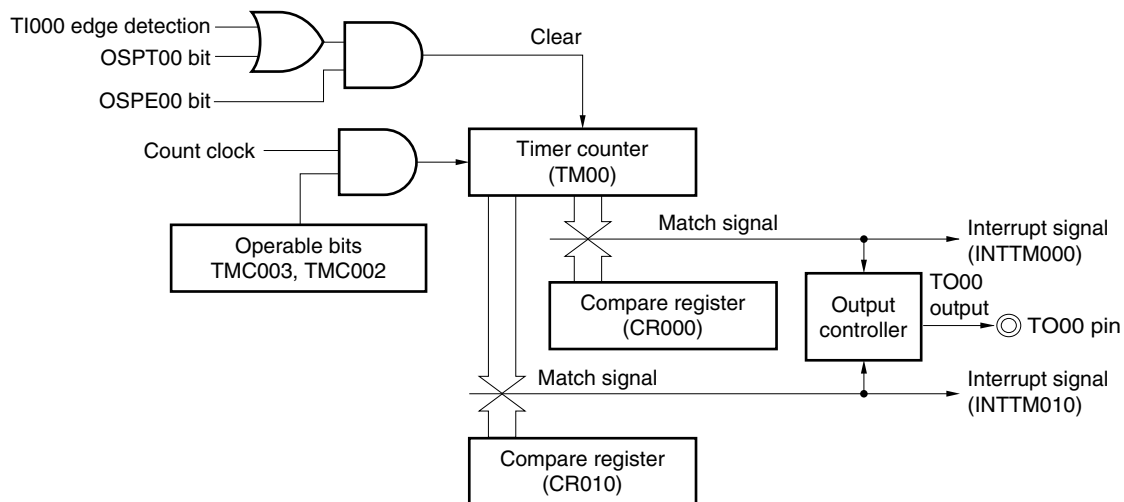 TI000 edge detection
OSPT00 bit
OSPE00 bit
Clear
Count clock
Timer counter
(TM00)
Operable bits
TMC003, TMC002
Match signal
Interrupt signal
(INTTM000)
Compare register
(CR000)
Output
controller
TO00
output
TO00 pin
Match signal
Interrupt signal
(INTTM010)
Compare register
(CR010)